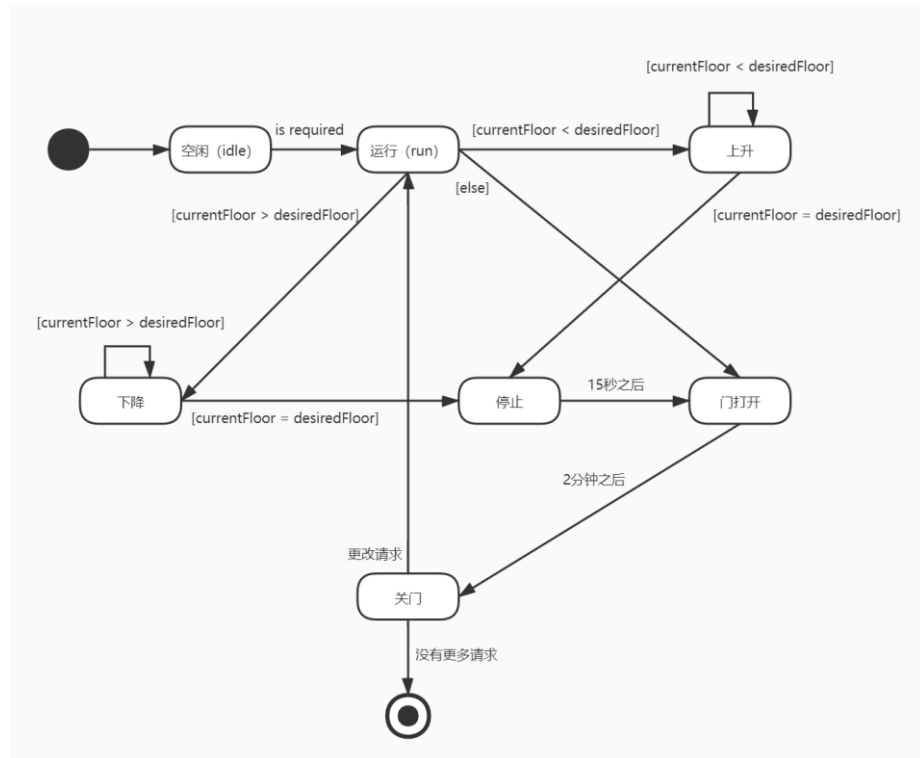 [currentFloor < desiredFloor]
is required
[currentFloor < desiredFloor]
空闲（idle）
运行（run）
上升
[else]
[currentFloor > desiredFloor]
[currentFloor = desiredFloor]
[currentFloor > desiredFloor]
15秒之后
下降
停止
门打开
[currentFloor = desiredFloor]
2分钟之后
更改请求
关门
没有更多请求